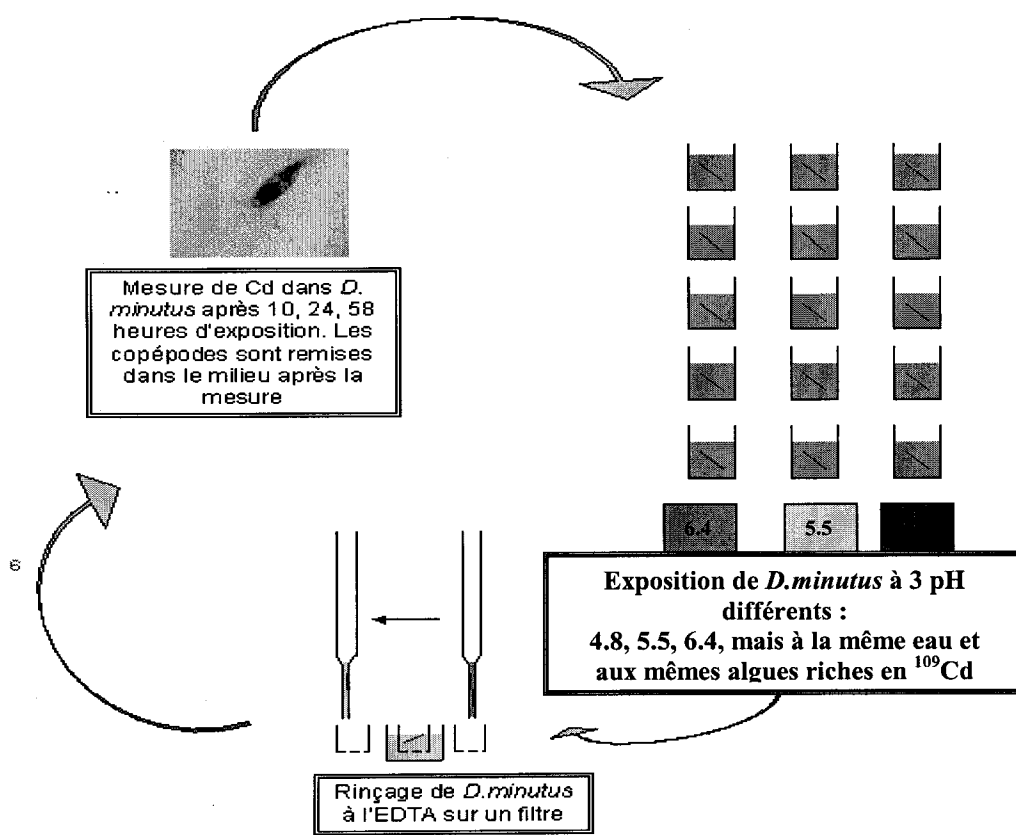 Mesure de Cd dans D.
minutus après 10, 24, 58
heures d'exposition. Les
copépodes sont remises
dans le milieu après la
mesure
6.4
5.5
Exposition de D.minutus à 3 pH
différents :
4.8, 5.5, 6.4, mais à la même eau et
aux mêmes algues riches en ¹⁰⁹Cd
Rinçage de D.minutus
à l'EDTA sur un filtre